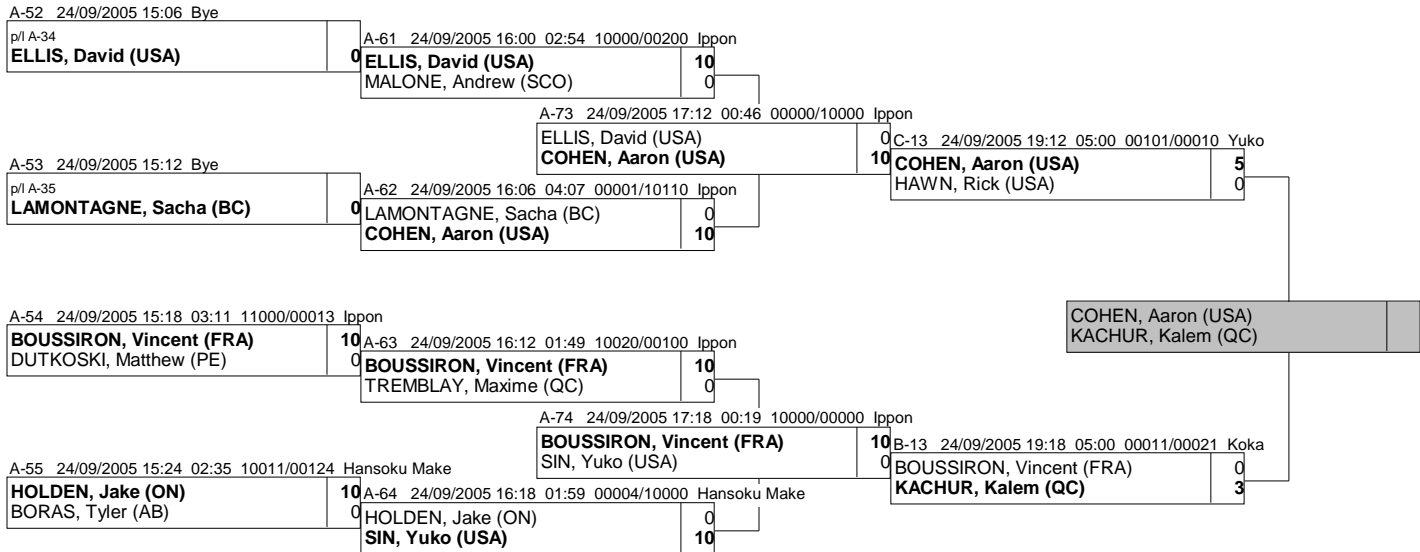 A-52 24/09/2005 15:06 Bye
p/l A-34
ELLIS, David (USA) 0
A-61 24/09/2005 16:00 02:54 10000/00200 Ippon
ELLIS, David (USA) 10
MALONE, Andrew (SCO) 0
A-73 24/09/2005 17:12 00:46 00000/10000 Ippon
ELLIS, David (USA) 0
COHEN, Aaron (USA) 10
C-13 24/09/2005 19:12 05:00 00101/00010 Yuko
COHEN, Aaron (USA) 5
HAWN, Rick (USA) 0
A-53 24/09/2005 15:12 Bye
p/l A-35
LAMONTAGNE, Sacha (BC) 0
A-62 24/09/2005 16:06 04:07 00001/10110 Ippon
LAMONTAGNE, Sacha (BC) 0
COHEN, Aaron (USA) 10
COHEN, Aaron (USA)
KACHUR, Kalem (QC)
A-54 24/09/2005 15:18 03:11 11000/00013 Ippon
BOUSSIRON, Vincent (FRA) 10
DUTKOSKI, Matthew (PE) 0
A-63 24/09/2005 16:12 01:49 10020/00100 Ippon
BOUSSIRON, Vincent (FRA) 10
TREMBLAY, Maxime (QC) 0
A-74 24/09/2005 17:18 00:19 10000/00000 Ippon
BOUSSIRON, Vincent (FRA) 10
SIN, Yuko (USA) 0
B-13 24/09/2005 19:18 05:00 00011/00021 Koka
BOUSSIRON, Vincent (FRA) 0
KACHUR, Kalem (QC) 3
A-55 24/09/2005 15:24 02:35 10011/00124 Hansoku Make
HOLDEN, Jake (ON) 10
BORAS, Tyler (AB) 0
A-64 24/09/2005 16:18 01:59 00004/10000 Hansoku Make
HOLDEN, Jake (ON) 0
SIN, Yuko (USA) 10